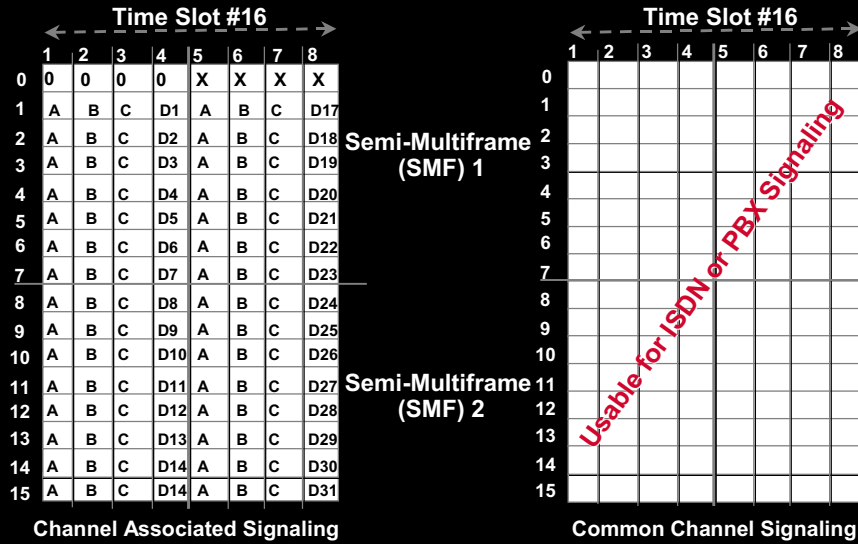 Time Slot #16
1 2 3 4 5 6 7 8
0 0 0 0 0 X X X X
1 A B C D1 A B C D17
2 A B C D2 A B C D18
3 A B C D3 A B C D19
4 A B C D4 A B C D20
5 A B C D5 A B C D21
6 A B C D6 A B C D22
7 A B C D7 A B C D23
8 A B C D8 A B C D24
9 A B C D9 A B C D25
10 A B C D10 A B C D26
11 A B C D11 A B C D27
12 A B C D12 A B C D28
13 A B C D13 A B C D29
14 A B C D14 A B C D30
15 A B C D14 A B C D31
Channel Associated Signaling
Semi-Multiframe
(SMF) 1
Semi-Multiframe
(SMF) 2
Time Slot #16
1 2 3 4 5 6 7 8
0
1
2
3
4
5
6
7
8
9
10
11
12
13
14
15
Usable for ISDN or PBX Signaling
Common Channel Signaling